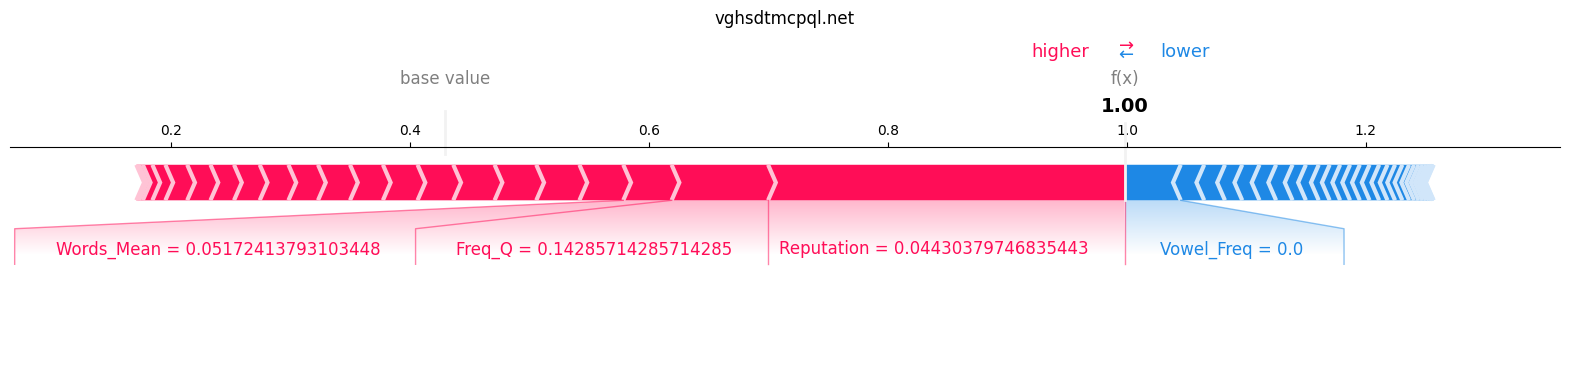 vghsdtmcpql.net
higher → ← lower
base value f(x)
1.00
0.2 0.4 0.6 0.8 1.0 1.2
Words_Mean = 0.05172413793103448 Freq_Q = 0.14285714285714285 Reputation = 0.04430379746835443 Vowel_Freq = 0.0